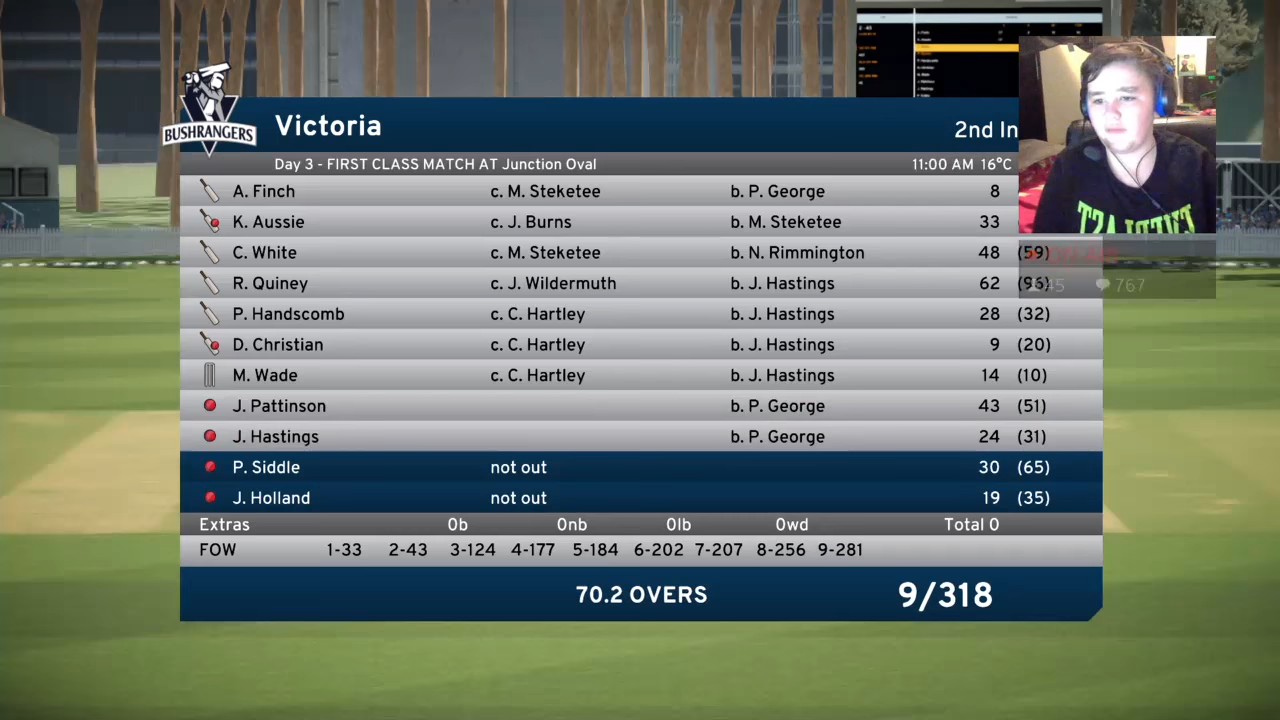 BUSHRANGERS
Victoria
2nd In
Day 3 - FIRST CLASS MATCH AT Junction Oval 11:00 AM 16°C
A. Finch c. M. Steketee b. P. George 8
K. Aussie c. J. Burns b. M. Steketee 33
C. White c. M. Steketee b. N. Rimmington 48 (59)
R. Quiney c. J. Wildermuth b. J. Hastings 62 (96)
767
P. Handscomb c. C. Hartley b. J. Hastings 28 (32)
D. Christian c. C. Hartley b. J. Hastings 9 (20)
M. Wade c. C. Hartley b. J. Hastings 14 (10)
J. Pattinson b. P. George 43 (51)
J. Hastings b. P. George 24 (31)
P. Siddle not out 30 (65)
J. Holland not out 19 (35)
Extras 0b 0nb 0lb 0wd Total 0
FOW 1-33 2-43 3-124 4-177 5-184 6-202 7-207 8-256 9-281
70.2 OVERS 9/318